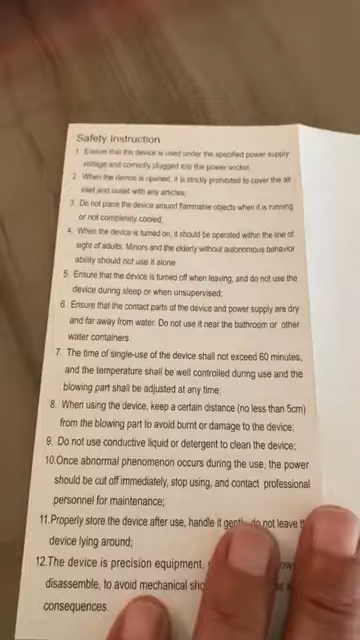 Safety Instruction
1. Ensure that the device is used under the specified power supply
voltage and correctly plugged into the power socket.
2. When the device is opened, it is strictly prohibited to cover the air
inlet and outlet with any articles;
3. Do not place the device around flammable objects when it is running
or not completely cooled;
4. When the device is turned on, it should be operated within the line of
sight of adults. Minors and the elderly without autonomous behavior
ability should not use it alone
5. Ensure that the device is turned off when leaving, and do not use the
device during sleep or when unsupervised;
6. Ensure that the contact parts of the device and power supply are dry
and far away from water. Do not use it near the bathroom or other
water containers.
7. The time of single-use of the device shall not exceed 60 minutes,
and the temperature shall be well controlled during use and the
blowing part shall be adjusted at any time;
8. When using the device, keep a certain distance (no less than 5cm)
from the blowing part to avoid burnt or damage to the device;
9. Do not use conductive liquid or detergent to clean the device;
10.Once abnormal phenomenon occurs during the use, the power
should be cut off immediately, stop using, and contact professional
personnel for maintenance;
11.Properly store the device after use, handle it gently do not leave
device lying around;
12.The device is precision equipment,
disassemble, to avoid mechanical
consequences.